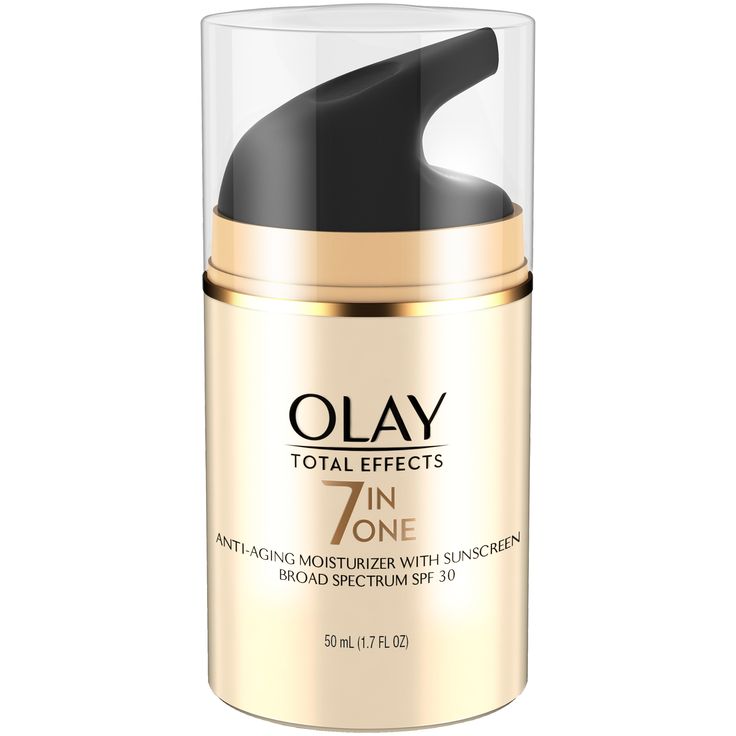 OLAY
TOTAL EFFECTS
7 IN
ONE
ANTI-AGING MOISTURIZER WITH SUNSCREEN
BROAD SPECTRUM SPF 30
50 mL (1.7 FL OZ)